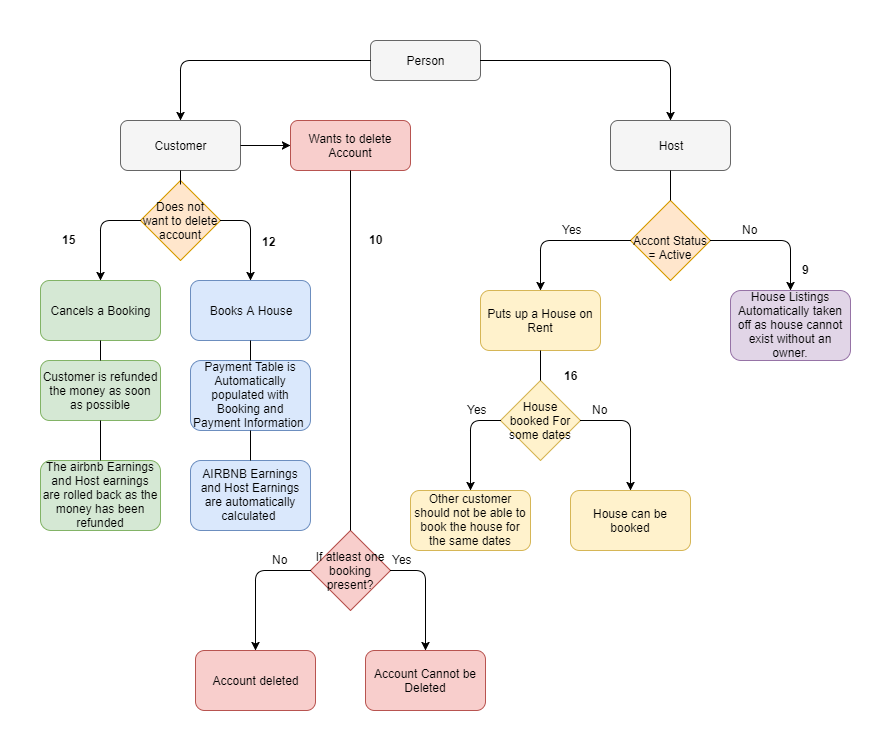 Person
Customer
Wants to delete
Account
Host
Does not
want to delete
account
15
12
10
Yes
Accont Status
= Active
No
9
Cancels a Booking
Books A House
Puts up a House on
Rent
House Listings
Automatically taken
off as house cannot
exist without an
owner.
Customer is refunded
the money as soon
as possible
Payment Table is
Automatically
populated with
Booking and
Payment Information
16
Yes
House
booked For
some dates
No
The airbnb Earnings
and Host earnings
are rolled back as the
money has been
refunded
AIRBNB Earnings
and Host Earnings
are automatically
calculated
Other customer
should not be able to
book the house for
the same dates
House can be
booked
No
If atleast one
booking
present?
Yes
Account deleted
Account Cannot be
Deleted